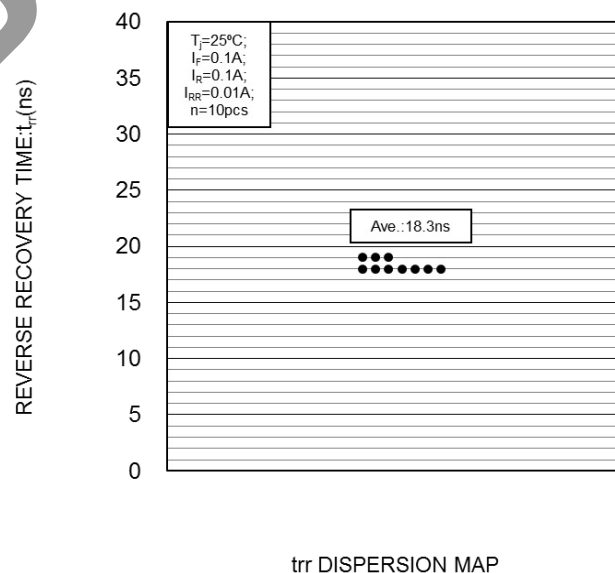 40
35
30
25
20
15
10
5
0
REVERSE RECOVERY TIME:trr(ns)
Tj=25ºC;
IF=0.1A;
IR=0.1A;
IRR=0.01A;
n=10pcs
Ave.:18.3ns
trr DISPERSION MAP